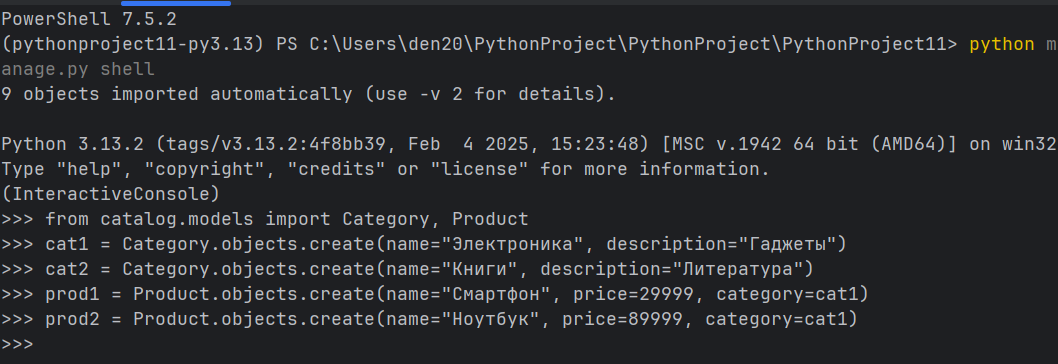 PowerShell 7.5.2
(pythonproject11-py3.13) PS C:\Users\den20\PythonProject\PythonProject\PythonProject11> python m
anage.py shell
9 objects imported automatically (use -v 2 for details).
Python 3.13.2 (tags/v3.13.2:4f8bb39, Feb  4 2025, 15:23:48) [MSC v.1942 64 bit (AMD64)] on win32
Type "help", "copyright", "credits" or "license" for more information.
(InteractiveConsole)
>>> from catalog.models import Category, Product
>>> cat1 = Category.objects.create(name="Электроника", description="Гаджеты")
>>> cat2 = Category.objects.create(name="Книги", description="Литература")
>>> prod1 = Product.objects.create(name="Смартфон", price=29999, category=cat1)
>>> prod2 = Product.objects.create(name="Ноутбук", price=89999, category=cat1)
>>>